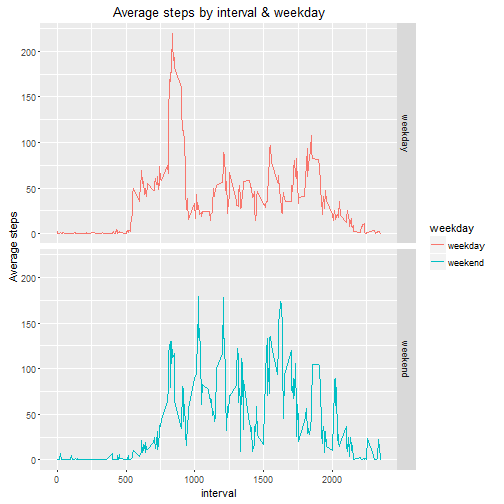 Average steps by interval & weekday
Average steps
200
150
100
50
0
weekday
200
150
100
50
0
weekend
0
500
1000
1500
2000
interval
weekday
weekday
weekend